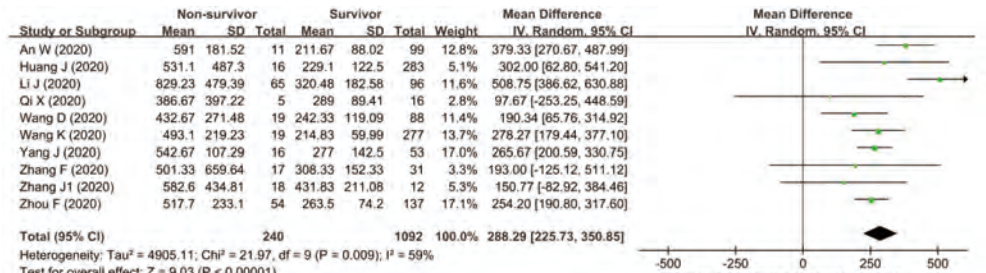 Non-survivor Survivor Mean Difference Mean Difference
Study or Subgroup Mean SD Total Mean SD Total Weight IV. Random. 95% CI IV. Random. 95% CI
An W (2020) 591 181.52 11 211.67 88.02 99 12.8% 379.33 [270.67, 487.99]
Huang J (2020) 531.1 487.3 16 229.1 122.5 283 5.1% 302.00 [62.80, 541.20]
Li J (2020) 829.23 479.39 65 320.48 182.58 96 11.6% 508.75 [386.62, 630.88]
Qi X (2020) 386.67 397.22 5 289 89.41 16 2.8% 97.67 [-253.25, 448.59]
Wang D (2020) 432.67 271.48 19 242.33 119.09 88 11.4% 190.34 [65.76, 314.92]
Wang K (2020) 493.1 219.23 19 214.83 59.99 277 13.7% 278.27 [179.44, 377.10]
Yang J (2020) 542.67 107.29 16 277 142.5 53 17.0% 265.67 [200.59, 330.75]
Zhang F (2020) 501.33 659.64 17 308.33 152.33 31 3.3% 193.00 [-125.12, 511.12]
Zhang J1 (2020) 582.6 434.81 18 431.83 211.08 12 5.3% 150.77 [-82.92, 384.46]
Zhou F (2020) 517.7 233.1 54 263.5 74.2 137 17.1% 254.20 [190.80, 317.60]
Total (95% CI) 240 1092 100.0% 288.29 [225.73, 350.85]
Heterogeneity: Tau² = 4905.11; Chi² = 21.97, df = 9 (P = 0.009); I² = 59%
Test for overall effect: Z = 9.03 (P < 0.00001)
-500 -250 0 250 500